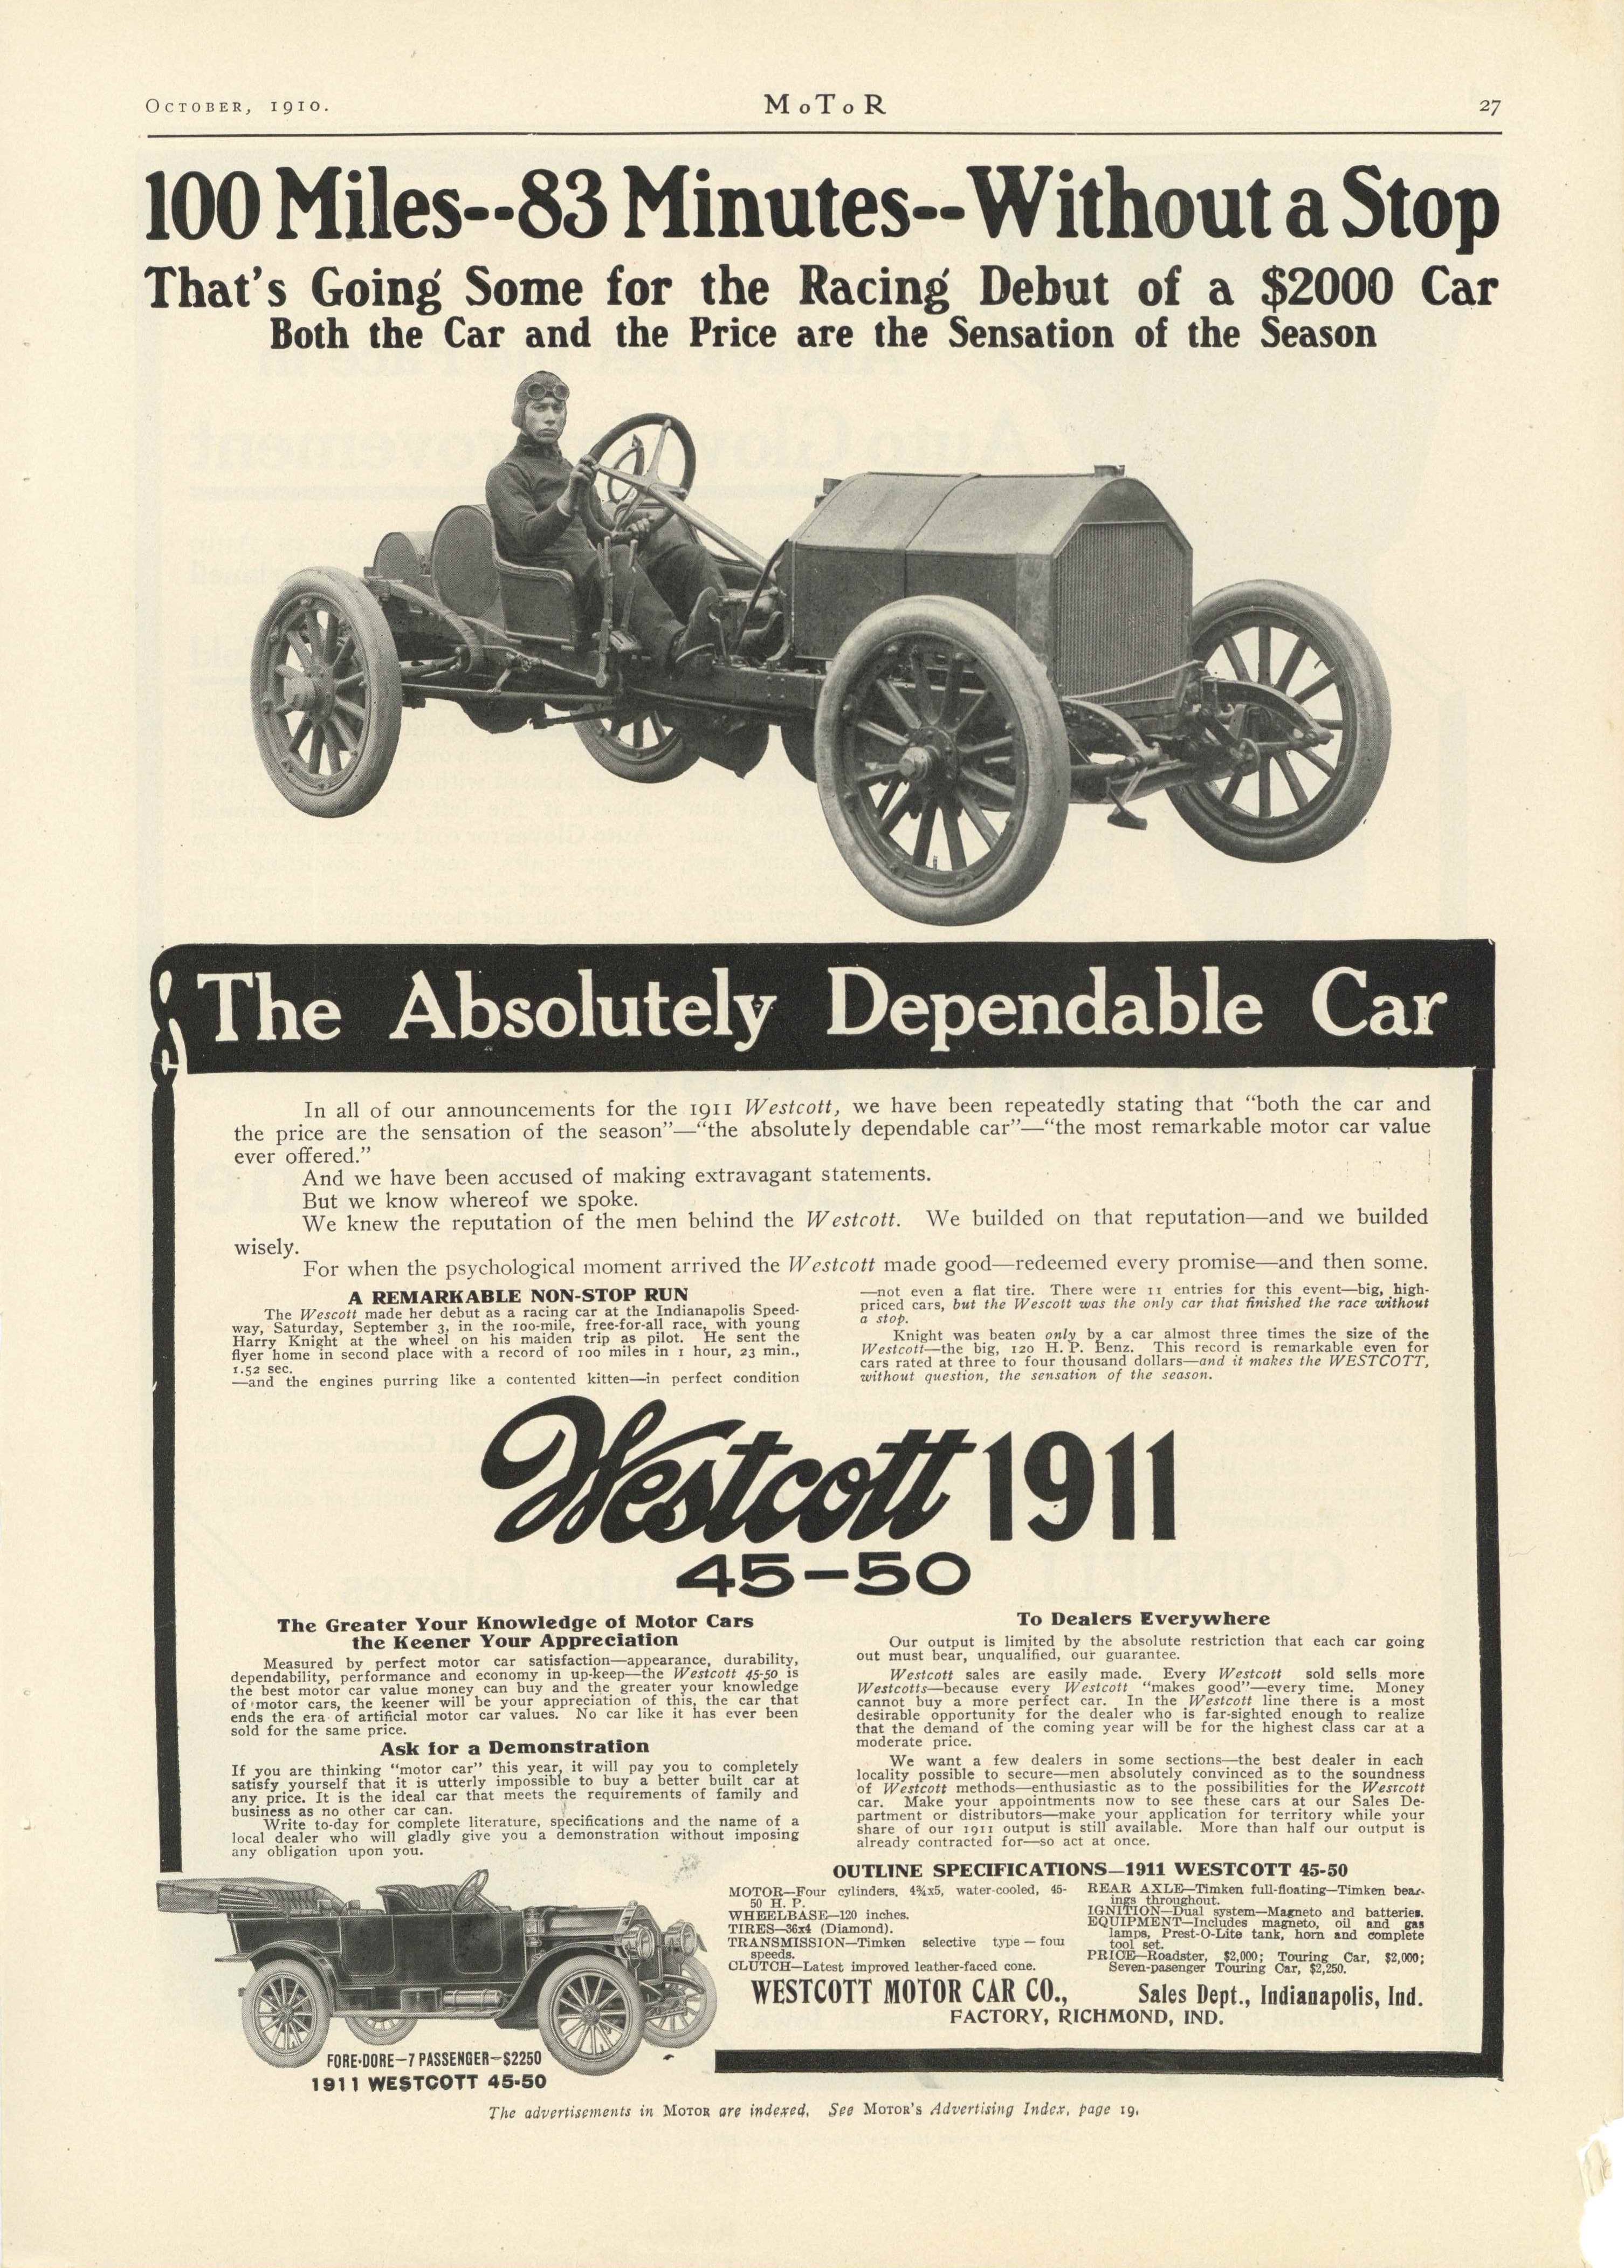 OCTOBER, 1910.
MoToR
27
100 Miles--83 Minutes--Without a Stop
That's Going Some for the Racing Debut of a $2000 Car
Both the Car and the Price are the Sensation of the Season
The Absolutely Dependable Car
In all of our announcements for the 1911 Westcott, we have been repeatedly stating that “both the car and
the price are the sensation of the season”—“the absolutely dependable car”—“the most remarkable motor car value
ever offered.”
And we have been accused of making extravagant statements.
But we know whereof we spoke.
We knew the reputation of the men behind the Westcott. We builded on that reputation—and we builded
wisely.
For when the psychological moment arrived the Westcott made good—redeemed every promise—and then some.
A REMARKABLE NON-STOP RUN
The Westcott made her debut as a racing car at the Indianapolis Speed-
way, Saturday, September 3, in the 100-mile, free-for-all race, with young
Harry Knight at the wheel on his maiden trip as pilot. He sent the
flyer home in second place with a record of 100 miles in 1 hour, 23 min.,
1.52 sec.
—and the engines purring like a contented kitten—in perfect condition
—not even a flat tire. There were 11 entries for this event—big, high-
priced cars, but the Westcott was the only car that finished the race without
a stop.
Knight was beaten only by a car almost three times the size of the
Westcott—the big, 120 H. P. Benz. This record is remarkable even for
cars rated at three to four thousand dollars—and it makes the WESTCOTT,
without question, the sensation of the season.
Westcott 1911
45-50
The Greater Your Knowledge of Motor Cars
the Keener Your Appreciation
Measured by perfect motor car satisfaction—appearance, durability,
dependability, performance and economy in up-keep—the Westcott 45-50 is
the best motor car value money can buy and the greater your knowledge
of motor cars, the keener will be your appreciation of this, the car that
ends the era of artificial motor car values. No car like it has ever been
sold for the same price.
Ask for a Demonstration
If you are thinking “motor car” this year, it will pay you to completely
satisfy yourself that it is utterly impossible to buy a better built car at
any price. It is the ideal car that meets the requirements of family and
business as no other car can.
Write to-day for complete literature, specifications and the name of a
local dealer who will gladly give you a demonstration without imposing
any obligation upon you.
To Dealers Everywhere
Our output is limited by the absolute restriction that each car going
out must bear, unqualified, our guarantee.
Westcott sales are easily made. Every Westcott sold sells more
Westcotts—because every Westcott “makes good”—every time. Money
cannot buy a more perfect car. In the Westcott line there is a most
desirable opportunity for the dealer who is far-sighted enough to realize
that the demand of the coming year will be for the highest class car at a
moderate price.
We want a few dealers in some sections—the best dealer in each
locality possible to secure—men absolutely convinced as to the soundness
of Westcott methods—enthusiastic as to the possibilities for the Westcott
car. Make your appointments now to see these cars at our Sales De-
partment or distributors—make your application for territory while your
share of our 1911 output is still available. More than half our output is
already contracted for—so act at once.
OUTLINE SPECIFICATIONS—1911 WESTCOTT 45-50
MOTOR—Four cylinders, 4¾x5, water-cooled, 45-
50 H. P.
WHEELBASE—120 inches.
TIRES—36x4 (Diamond).
TRANSMISSION—Timken selective type—four
speeds.
CLUTCH—Latest improved leather-faced cone.
REAR AXLE—Timken full-floating—Timken bear-
ings throughout.
IGNITION—Dual system—Magneto and batteries.
EQUIPMENT—Includes magneto, oil and gas
lamps, Prest-O-Lite tank, horn and complete
tool set.
PRICE—Roadster, $2,000; Touring Car, $2,000;
Seven-pasenger Touring Car, $2,250.
WESTCOTT MOTOR CAR CO., Sales Dept., Indianapolis, Ind.
FACTORY, RICHMOND, IND.
FORE-DORE—7 PASSENGER—$2250
1911 WESTCOTT 45-50
The advertisements in MOTOR are indexed. See MOTOR'S Advertising Index, page 19.